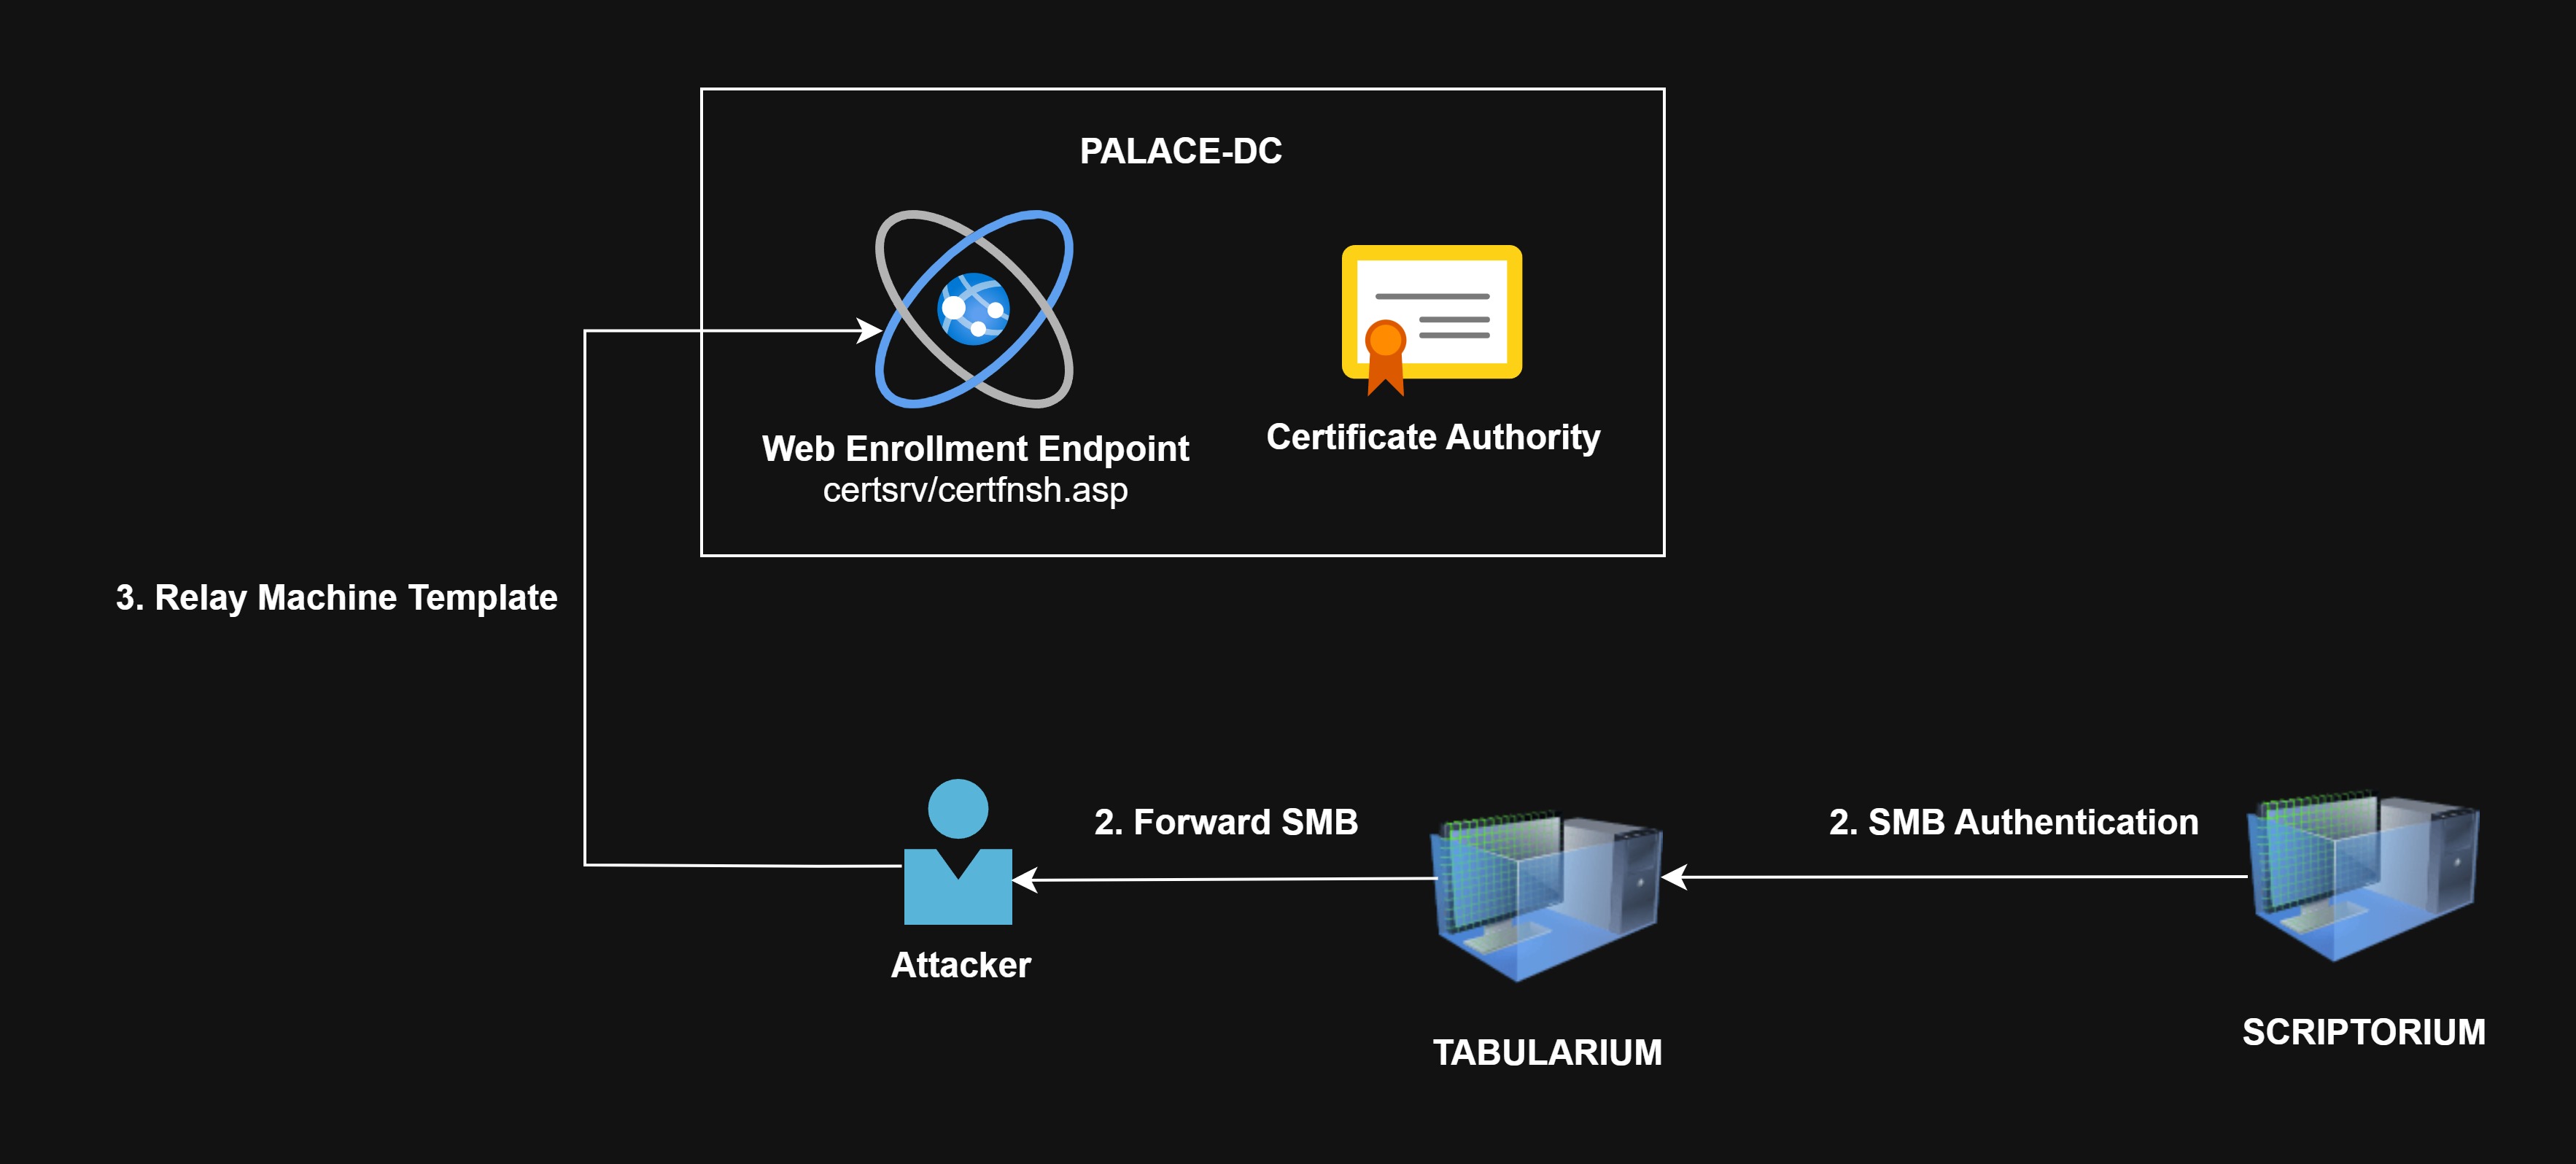 PALACE-DC
Web Enrollment Endpoint
certsrv/certfnsh.asp
Certificate Authority
3. Relay Machine Template
2. Forward SMB
2. SMB Authentication
Attacker
TABULARIUM
SCRIPTORIUM